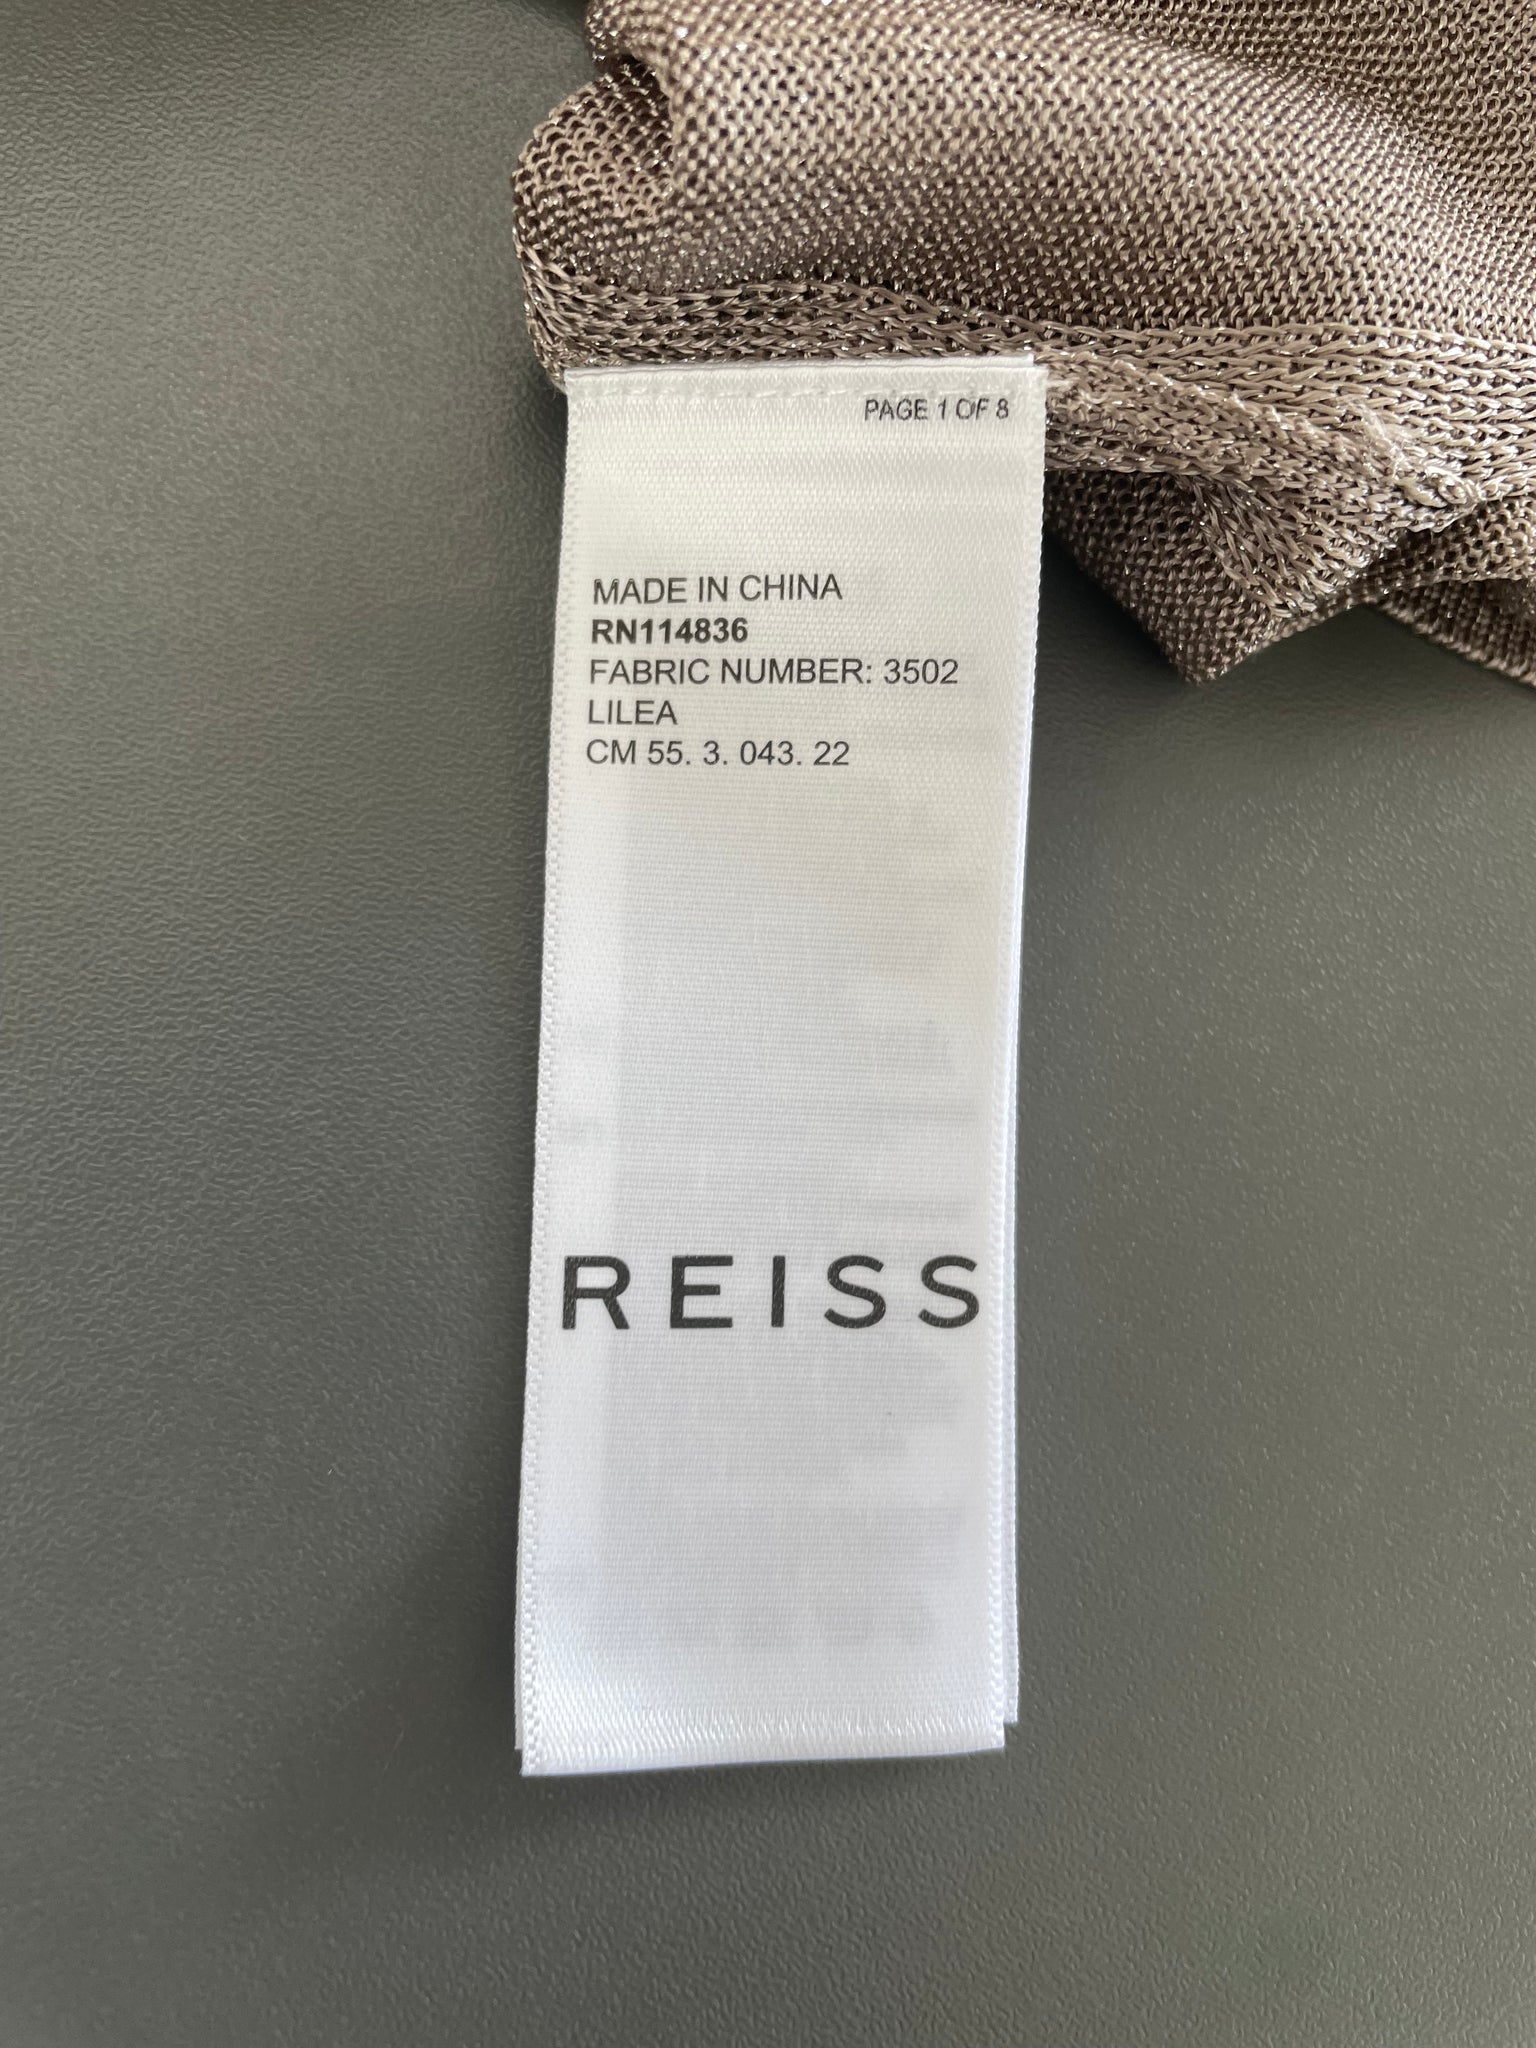 PAGE 1 OF 8
MADE IN CHINA
RN114836
FABRIC NUMBER: 3502
LILEA
CM 55. 3. 043. 22
REISS